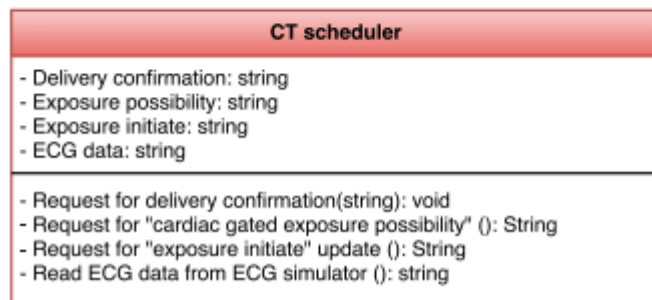 CT scheduler
- Delivery confirmation: string
- Exposure possibility: string
- Exposure initiate: string
- ECG data: string
- Request for delivery confirmation(string): void
- Request for "cardiac gated exposure possibility" (): String
- Request for "exposure initiate" update (): String
- Read ECG data from ECG simulator (): string